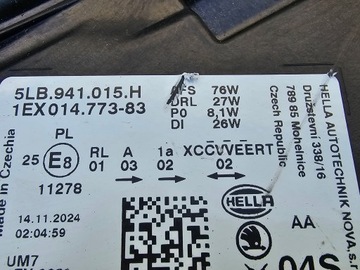 5LB.941.015.H
1EX014.773-83
AFS 76W
DRL 27W
P0 8,1W
DI 26W
HELLA AUTOTECHNIK NOVA,s.r.
Družstevní 338/16
789 85 Mohelnice
Czech Republic
Made in Czechia
PL
25 E8
11278
RL A 1a XCCVVEERT
01 03 02 02
14.11.2024
02:04:59
HELLA
AA
UM7
04S